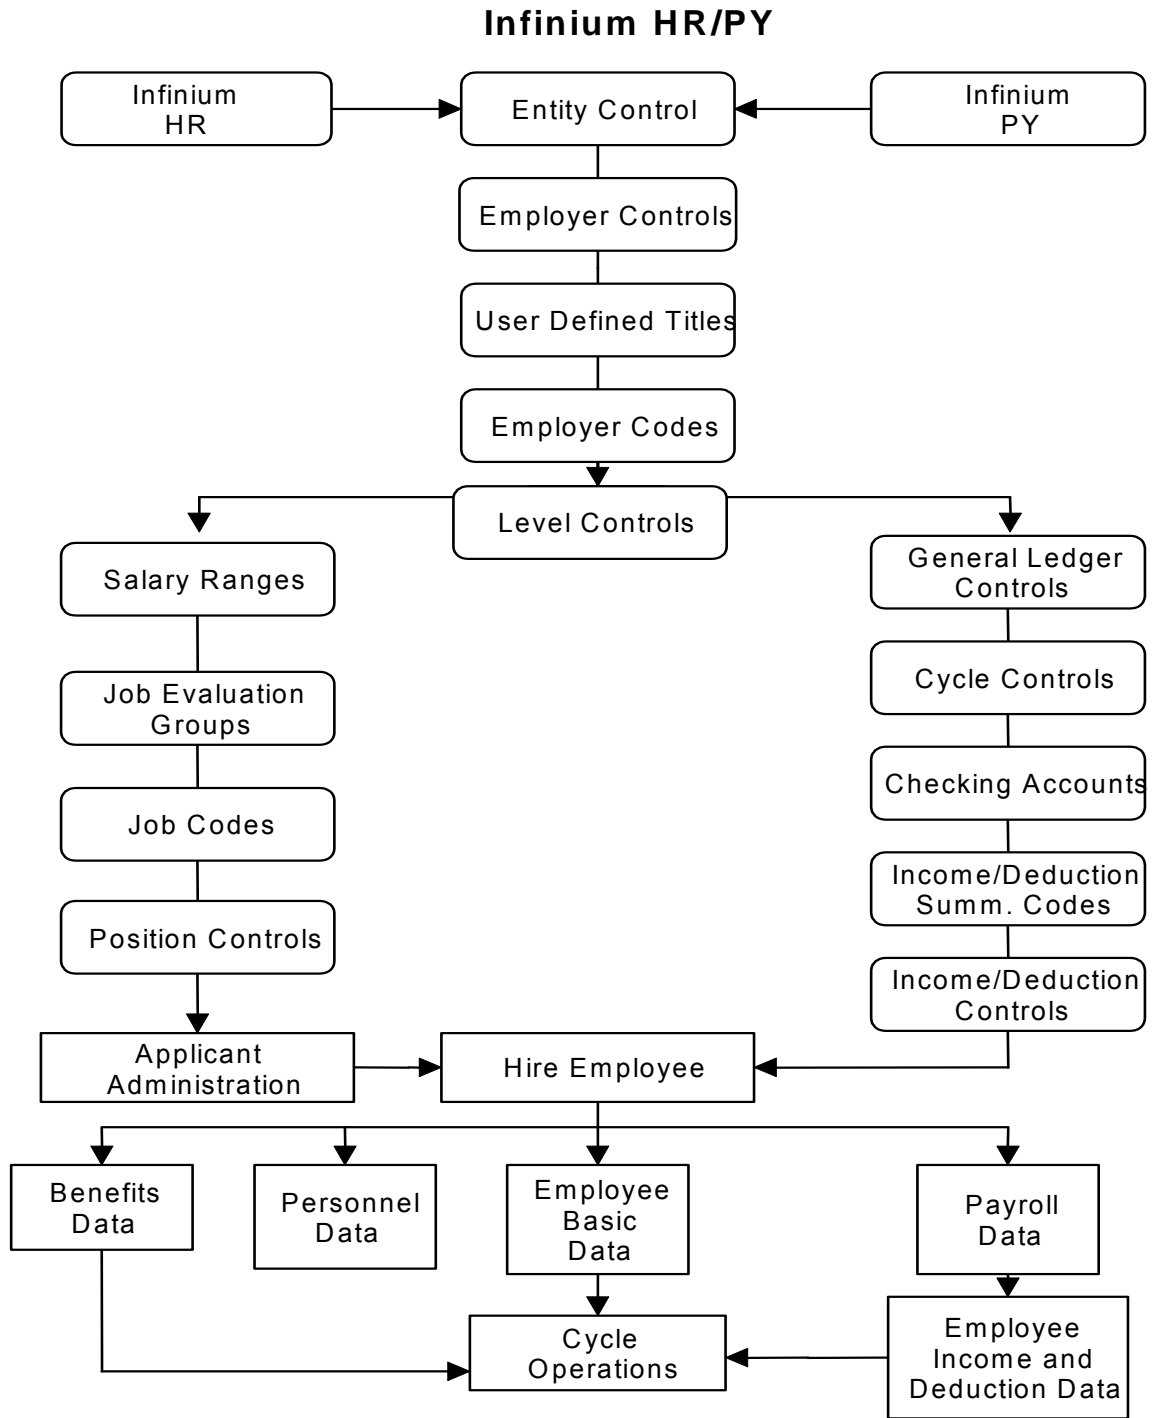 Infinium HR/PY
Infinium
HR
Entity Control
Infinium
PY
Employer Controls
User Defined Titles
Employer Codes
Level Controls
Salary Ranges
General Ledger
Controls
Job Evaluation
Groups
Cycle Controls
Job Codes
Checking Accounts
Position Controls
Income/Deduction
Summ. Codes
Income/Deduction
Controls
Applicant
Administration
Hire Employee
Benefits
Data
Personnel
Data
Employee
Basic
Data
Payroll
Data
Cycle
Operations
Employee
Income and
Deduction Data